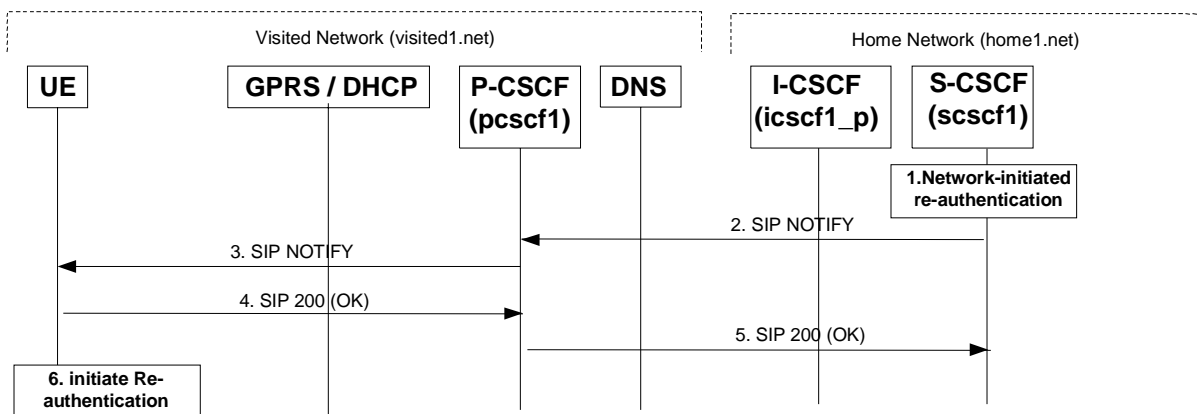 Visited Network (visited1.net)
Home Network (home1.net)
UE
GPRS / DHCP
P-CSCF
(pcscf1)
DNS
I-CSCF
(icscf1_p)
S-CSCF
(scscf1)
1.Network-initiated
re-authentication
2. SIP NOTIFY
3. SIP NOTIFY
4. SIP 200 (OK)
5. SIP 200 (OK)
6. initiate Re-
authentication